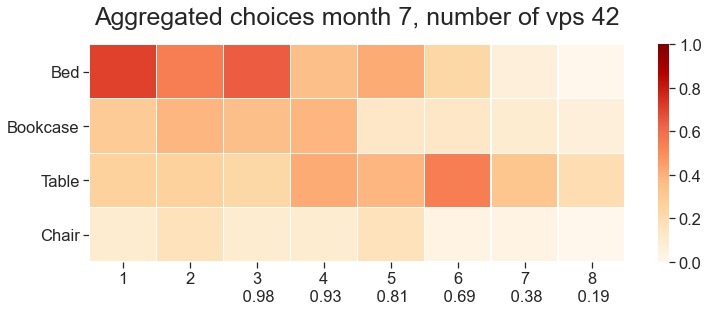 Aggregated choices month 7, number of vps 42
Bed
Bookcase
Table
Chair
1 2 3 4 5 6 7 8
0.98 0.93 0.81 0.69 0.38 0.19
1.0
0.8
0.6
0.4
0.2
0.0